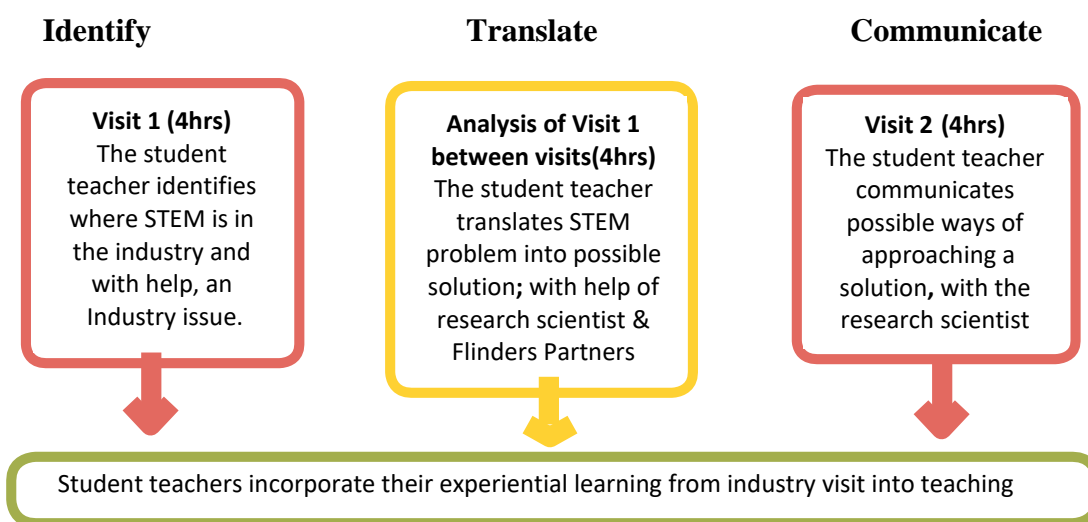 Identify
Translate
Communicate
Visit 1 (4hrs)
The student
teacher identifies
where STEM is in
the industry and
with help, an
Industry issue.
Analysis of Visit 1
between visits(4hrs)
The student teacher
translates STEM
problem into possible
solution; with help of
research scientist &
Flinders Partners
Visit 2 (4hrs)
The student teacher
communicates
possible ways of
approaching a
solution, with the
research scientist
Student teachers incorporate their experiential learning from industry visit into teaching